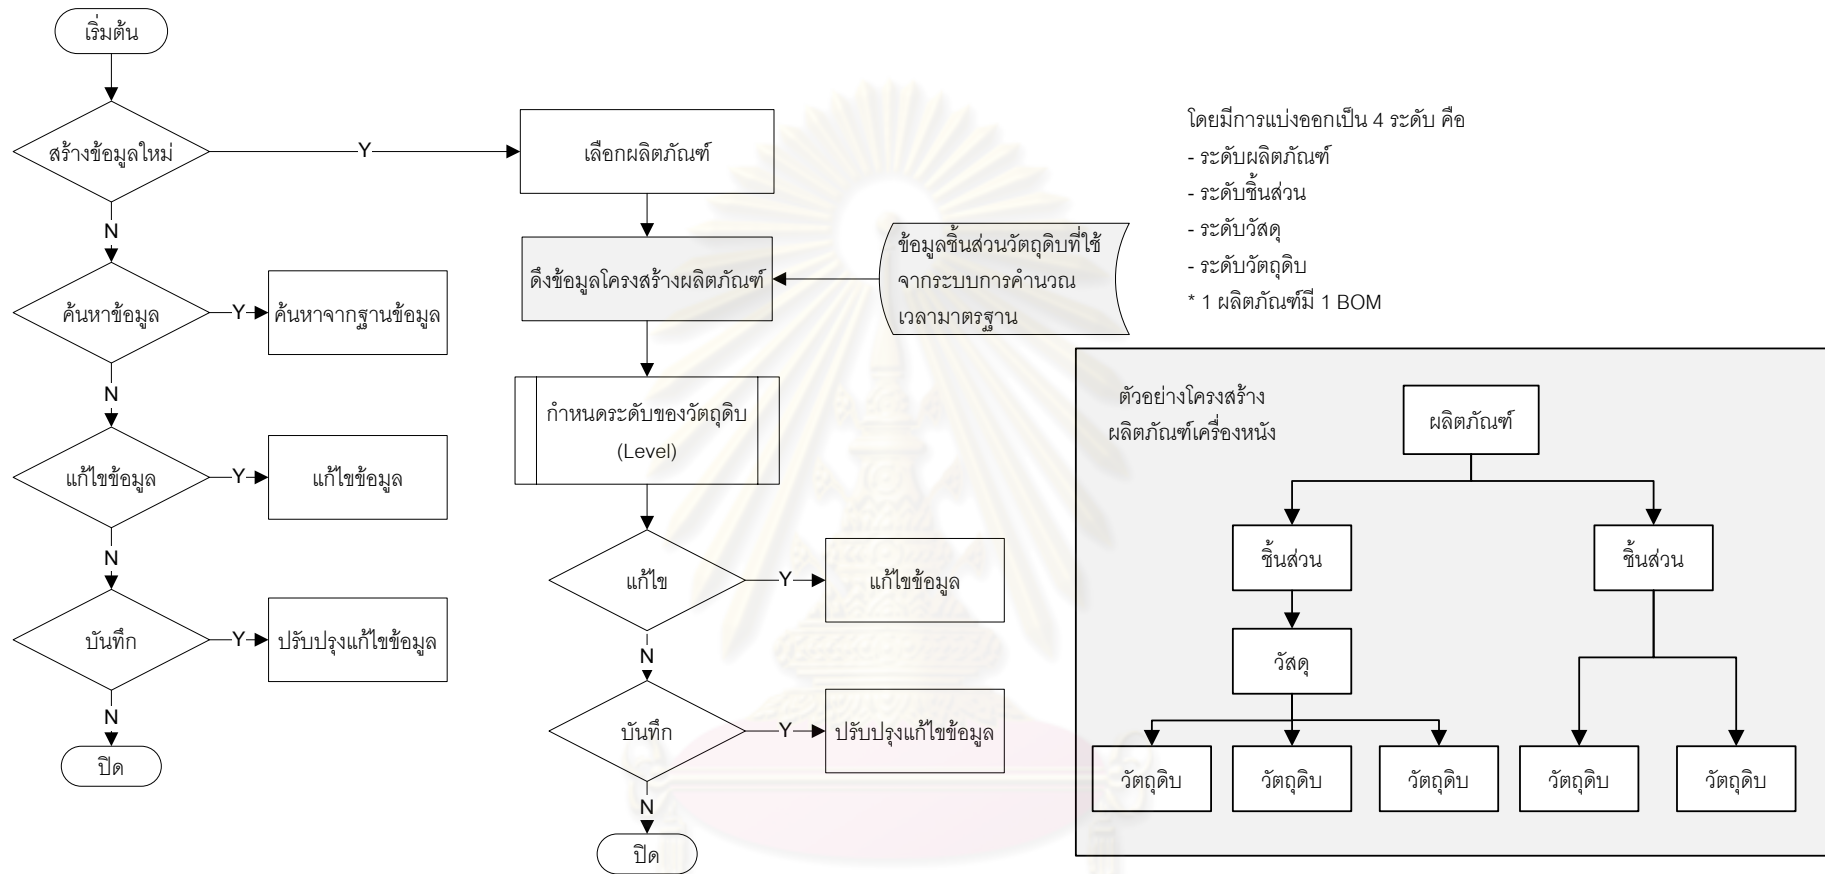 เริ่มต้น
สร้างข้อมูลใหม่
Y
N
ค้นหาข้อมูล
Y
ค้นหาจากฐานข้อมูล
N
แก้ไขข้อมูล
Y
แก้ไขข้อมูล
N
บันทึก
Y
ปรับปรุงแก้ไขข้อมูล
N
ปิด
เลือกผลิตภัณฑ์
ดึงข้อมูลโครงสร้างผลิตภัณฑ์
ข้อมูลชิ้นส่วนวัตถุดิบที่ใช้
จากระบบการคำนวณ
เวลามาตรฐาน
กำหนดระดับของวัตถุดิบ
(Level)
แก้ไข
Y
แก้ไขข้อมูล
N
บันทึก
Y
ปรับปรุงแก้ไขข้อมูล
N
ปิด
โดยมีการแบ่งออกเป็น 4 ระดับ คือ
- ระดับผลิตภัณฑ์
- ระดับชิ้นส่วน
- ระดับวัสดุ
- ระดับวัตถุดิบ
* 1 ผลิตภัณฑ์มี 1 BOM
ตัวอย่างโครงสร้าง
ผลิตภัณฑ์เครื่องหนัง
ผลิตภัณฑ์
ชิ้นส่วน
ชิ้นส่วน
วัสดุ
วัตถุดิบ
วัตถุดิบ
วัตถุดิบ
วัตถุดิบ
วัตถุดิบ